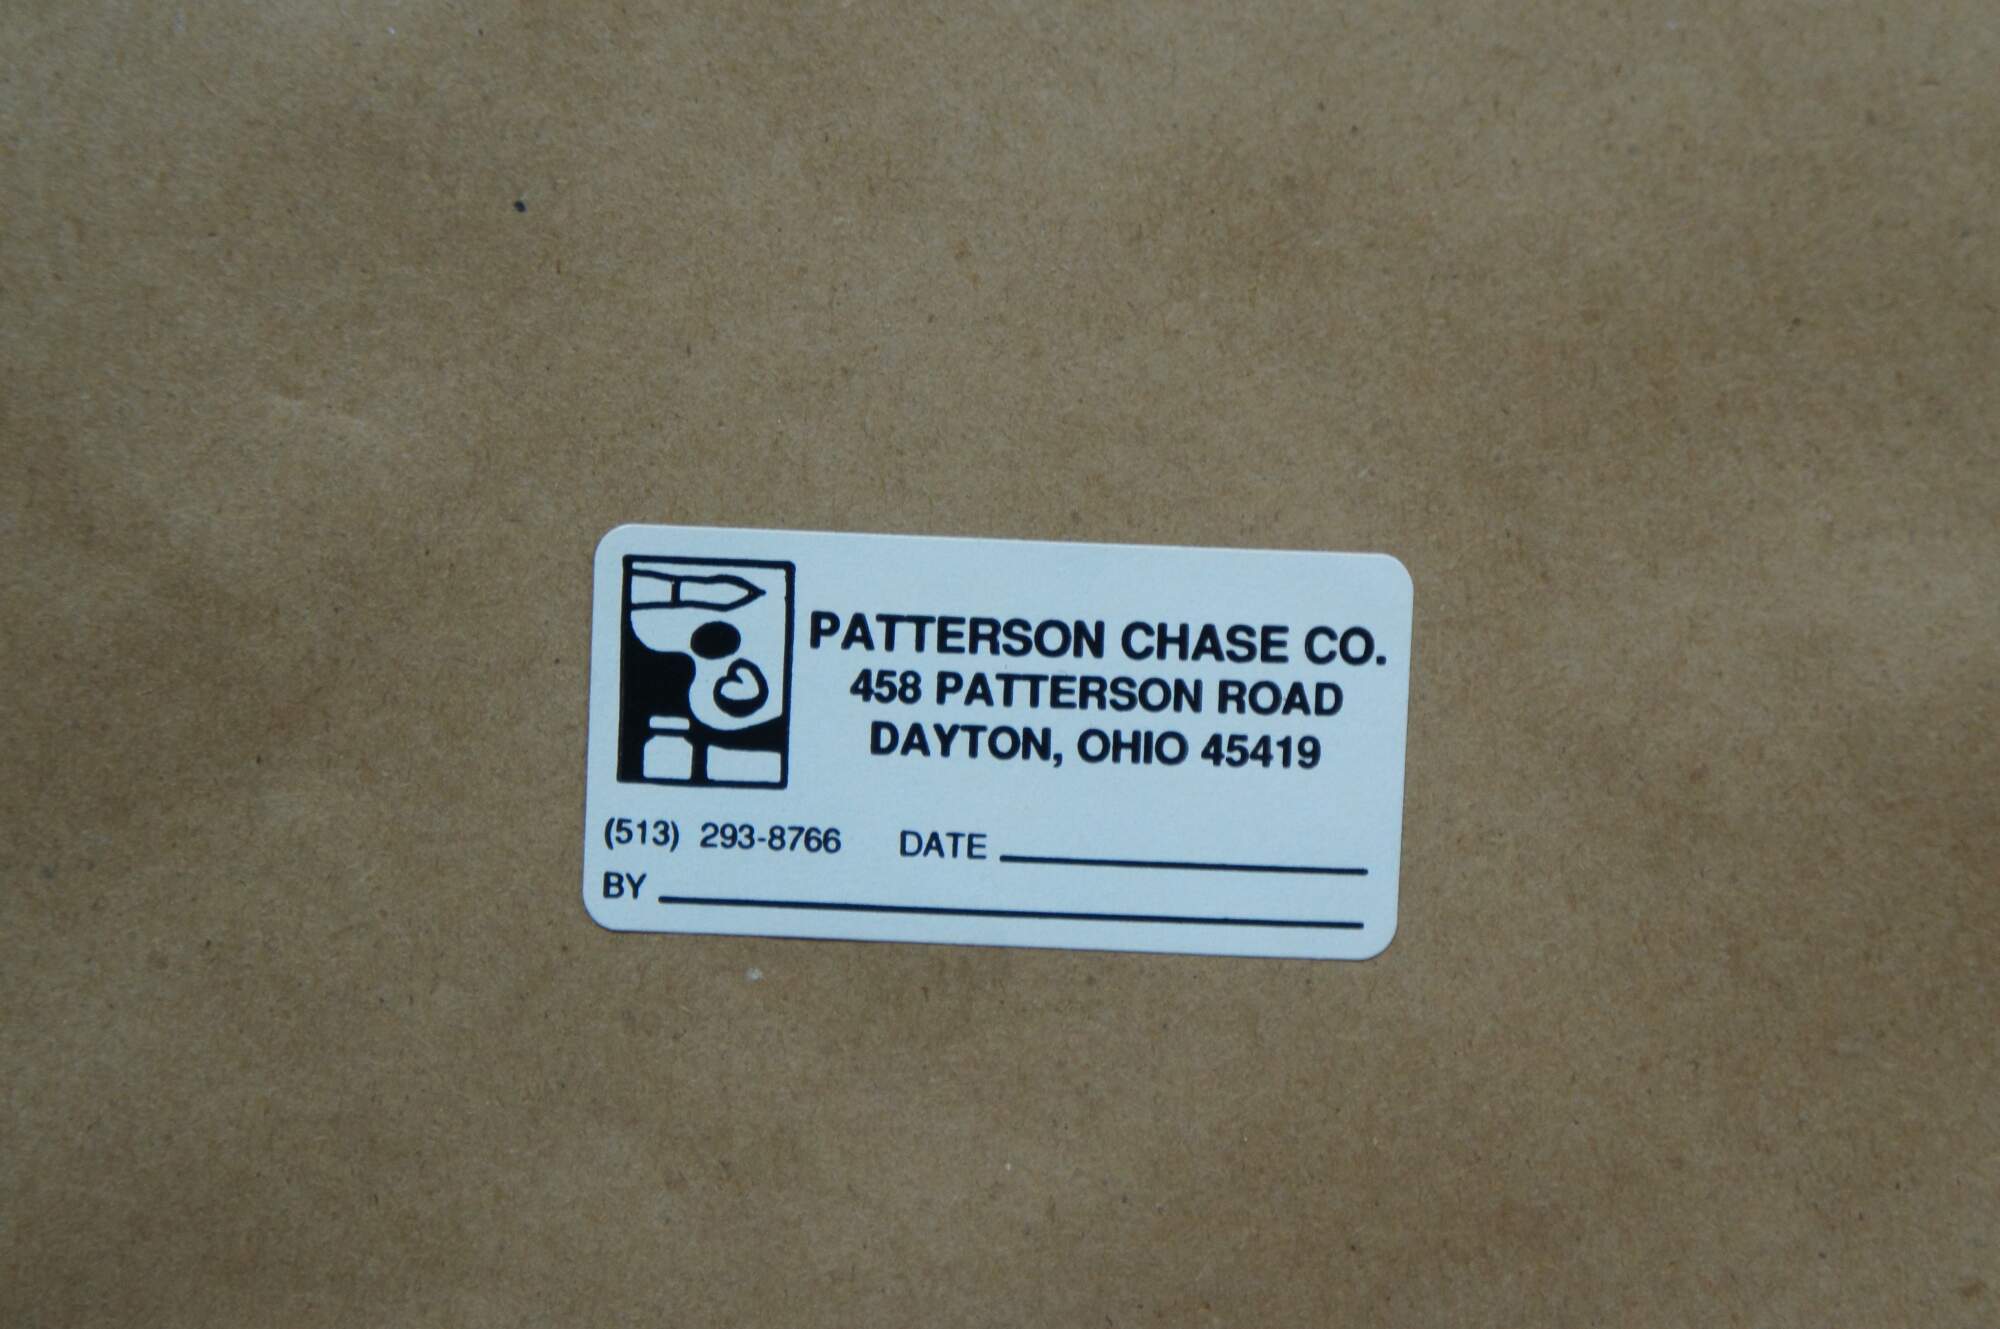 PATTERSON CHASE CO.
458 PATTERSON ROAD
DAYTON, OHIO 45419
(513) 293-8766 DATE
BY